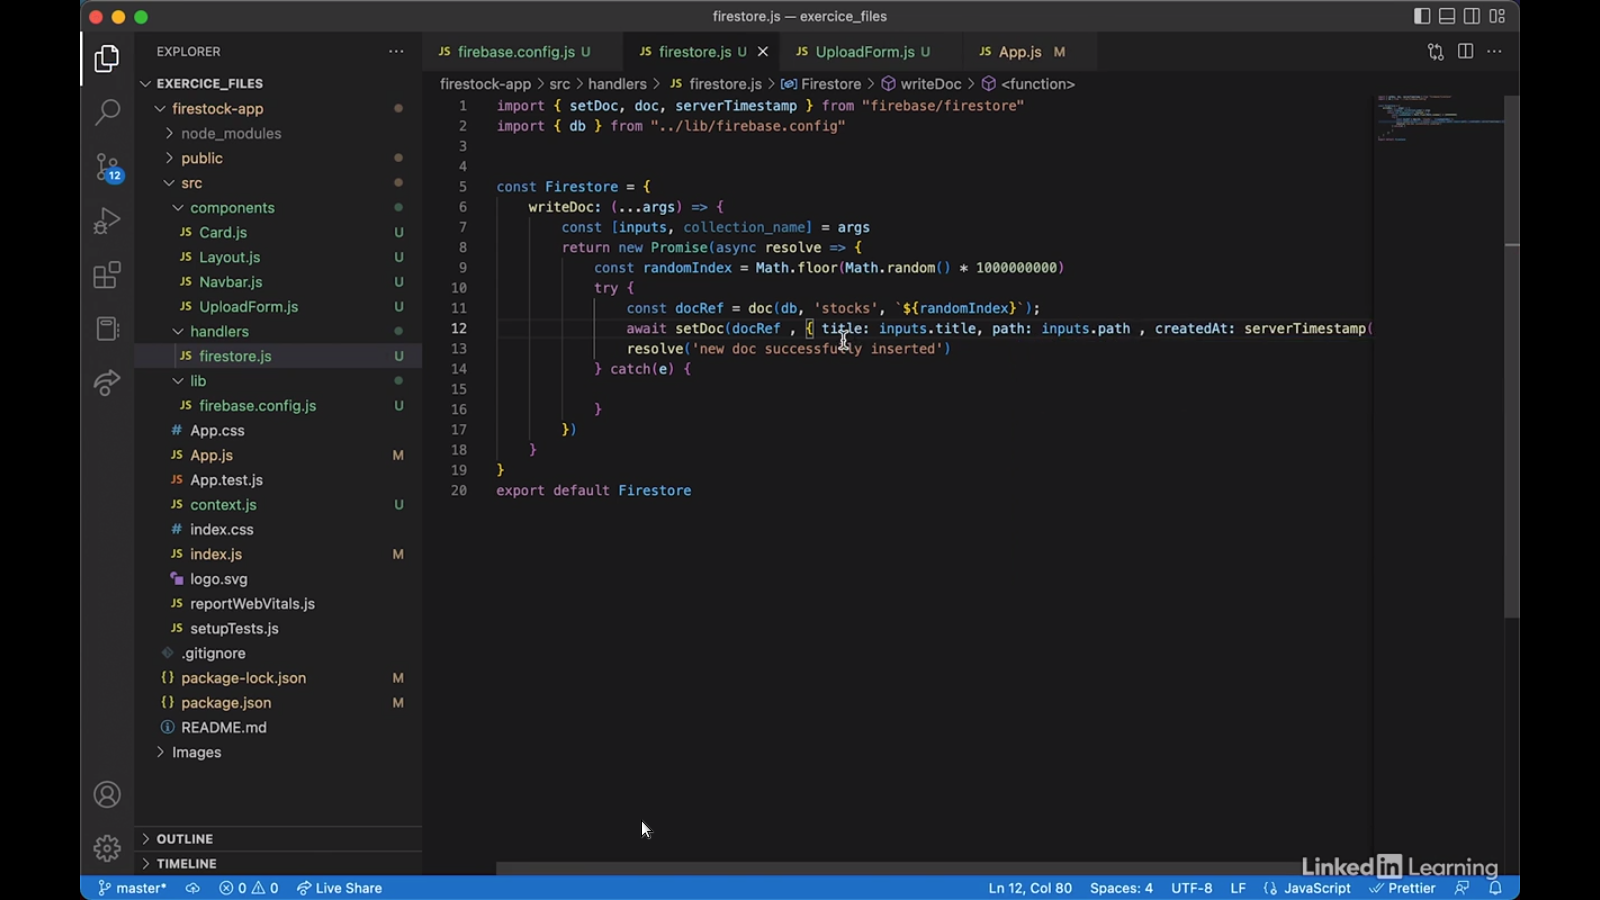 firestore.js — exercice_files
EXPLORER
EXERCICE_FILES
firestock-app
node_modules
public
src
components
JS Card.js U
JS Layout.js U
JS Navbar.js U
JS UploadForm.js U
handlers
JS firestore.js U
lib
JS firebase.config.js U
# App.css
JS App.js M
JS App.test.js
JS context.js U
# index.css
JS index.js M
logo.svg
JS reportWebVitals.js
JS setupTests.js
.gitignore
{} package-lock.json M
{} package.json M
README.md
Images
OUTLINE
TIMELINE
12
JS firebase.config.js U
JS firestore.js U
JS UploadForm.js U
JS App.js M
firestock-app > src > handlers > JS firestore.js > Firestore > writeDoc > <function>
1 import { setDoc, doc, serverTimestamp } from "firebase/firestore"
2 import { db } from "../lib/firebase.config"
3
4
5 const Firestore = {
6 writeDoc: (...args) => {
7 const [inputs, collection_name] = args
8 return new Promise(async resolve => {
9 const randomIndex = Math.floor(Math.random() * 1000000000)
10 try {
11 const docRef = doc(db, 'stocks', `${randomIndex}`);
12 await setDoc(docRef , { title: inputs.title, path: inputs.path , createdAt: serverTimestamp(
13 resolve('new doc successfully inserted')
14 } catch(e) {
15
16 }
17 })
18 }
19 }
20 export default Firestore
LinkedIn Learning
master* 0 0 Live Share Ln 12, Col 80 Spaces: 4 UTF-8 LF {} JavaScript Prettier